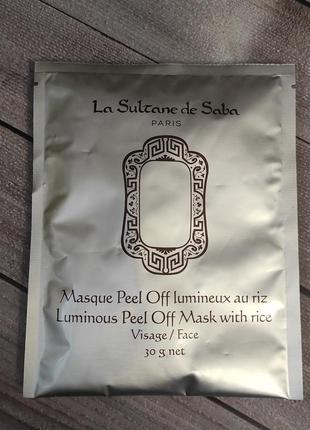 La Sultane de Saba
PARIS
Masque Peel Off lumineux au riz
Luminous Peel Off Mask with rice
Visage / Face
30 g net